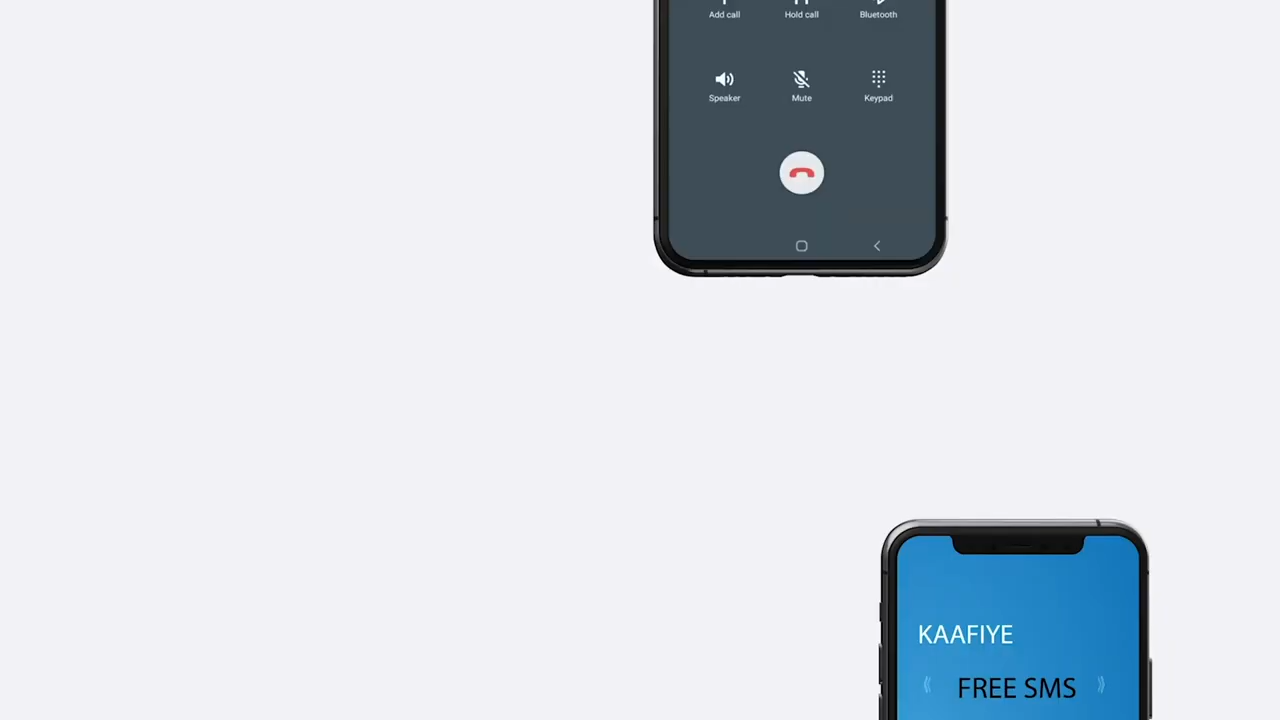 Add call Hold call Bluetooth
Speaker Mute Keypad
KAAFIYE
FREE SMS